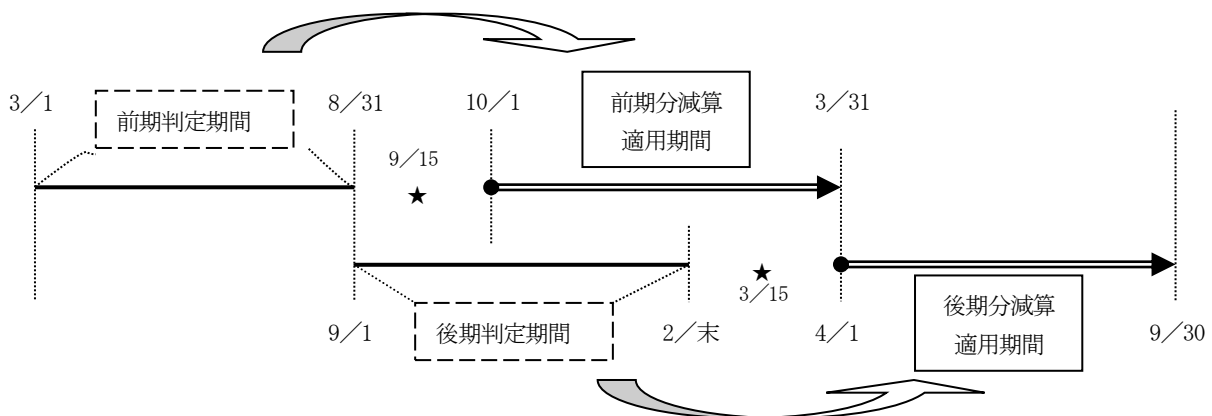 3／1
前期判定期間
8／31
9／15
★
10／1
前期分減算
適用期間
3／31
9／1
後期判定期間
2／末
★
3／15
4／1
後期分減算
適用期間
9／30